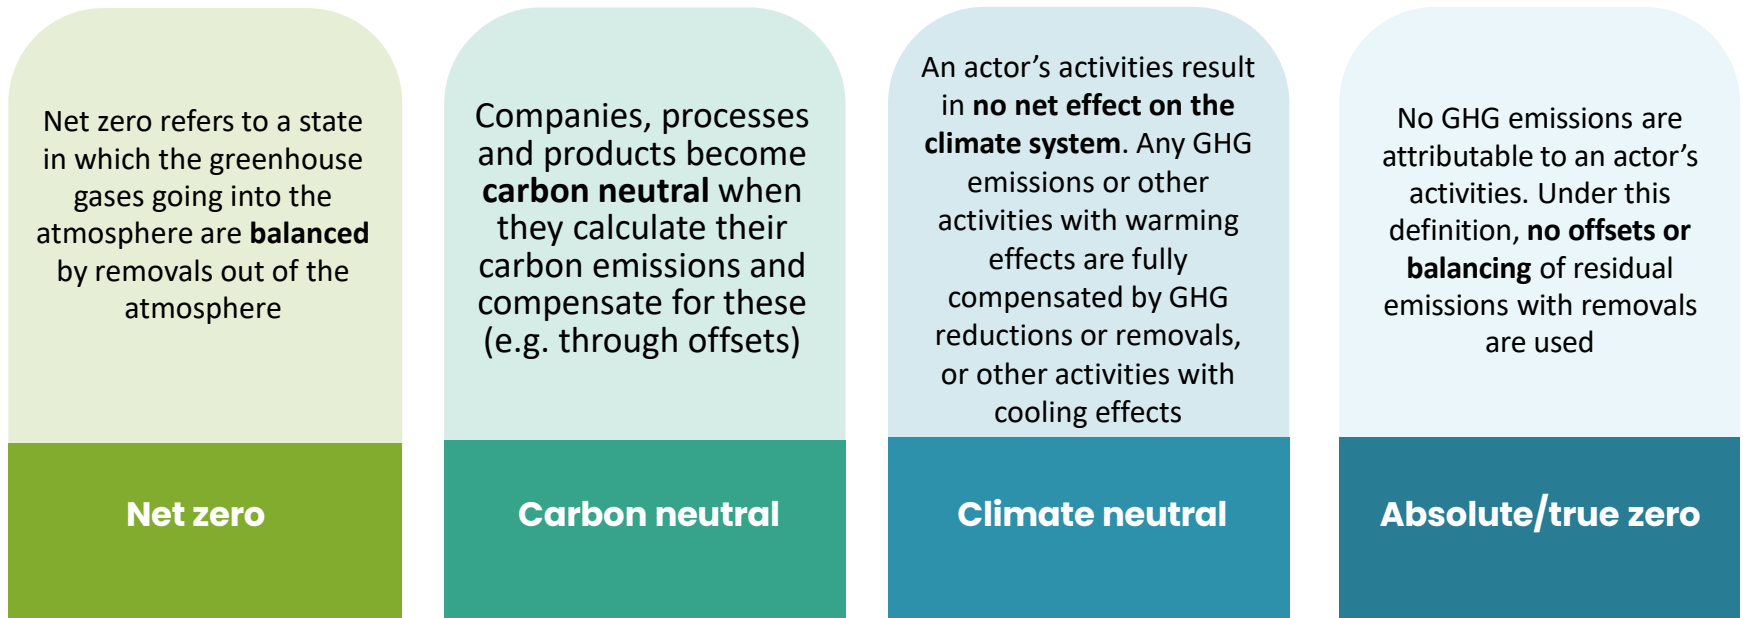 Net zero refers to a state
in which the greenhouse
gases going into the
atmosphere are balanced
by removals out of the
atmosphere
Net zero
Companies, processes
and products become
carbon neutral when
they calculate their
carbon emissions and
compensate for these
(e.g. through offsets)
Carbon neutral
An actor’s activities result
in no net effect on the
climate system. Any GHG
emissions or other
activities with warming
effects are fully
compensated by GHG
reductions or removals,
or other activities with
cooling effects
Climate neutral
No GHG emissions are
attributable to an actor’s
activities. Under this
definition, no offsets or
balancing of residual
emissions with removals
are used
Absolute/true zero